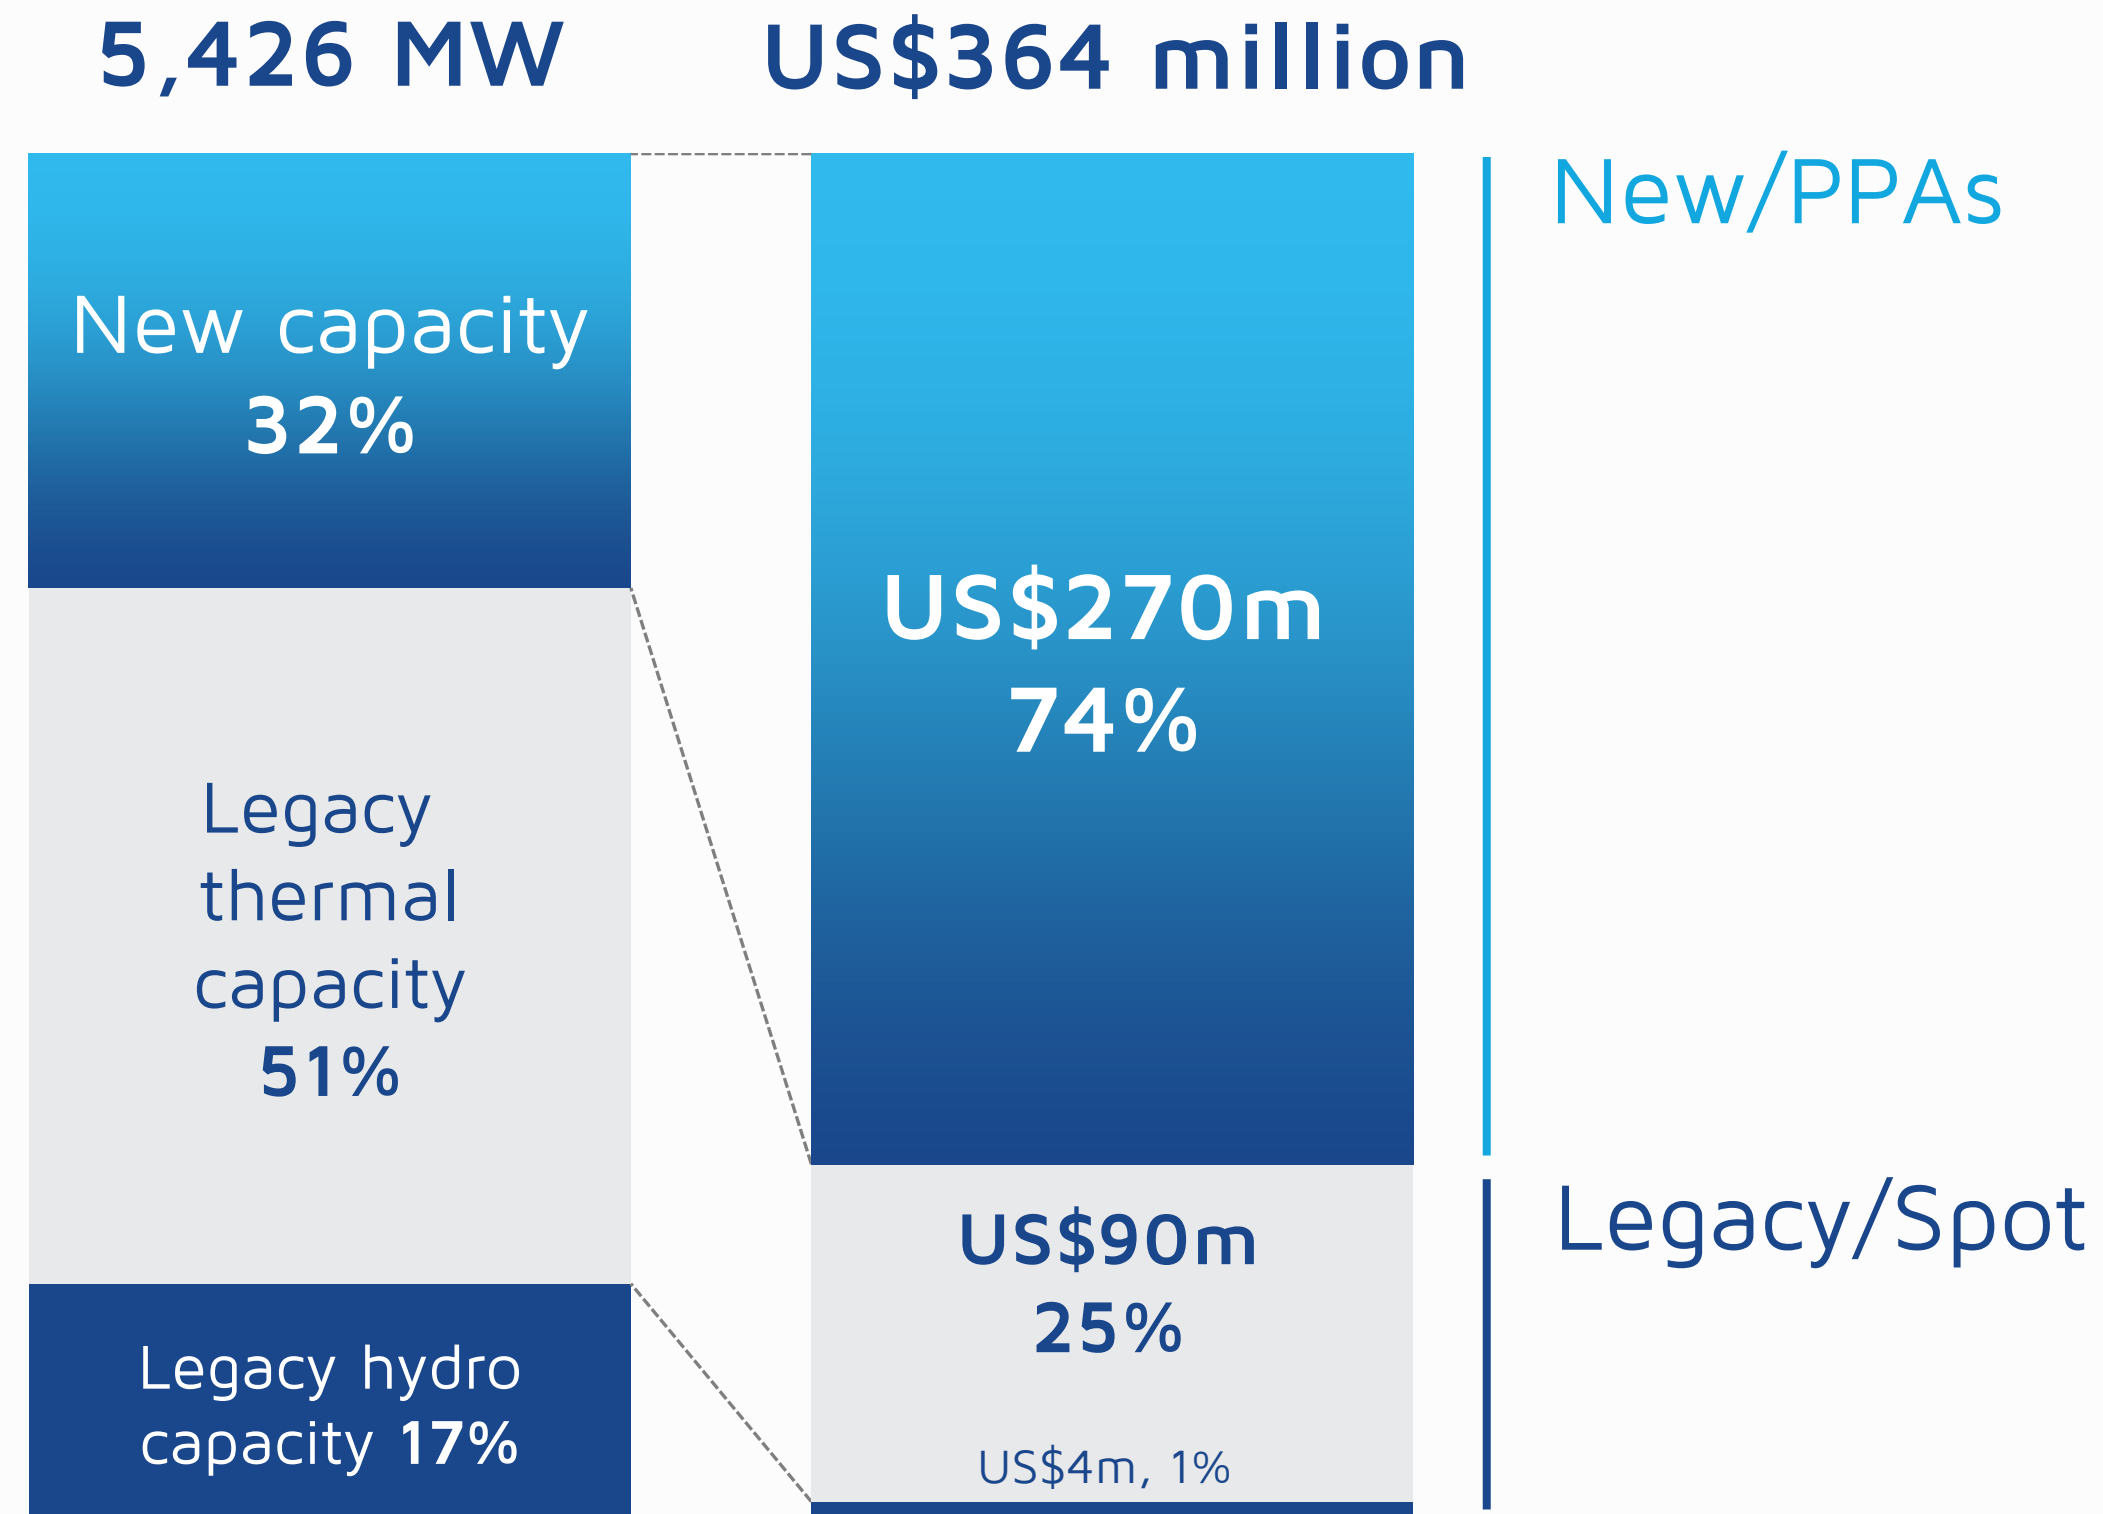 5,426 MW
US$364 million
New capacity
32%
Legacy
thermal
capacity
51%
Legacy hydro
capacity 17%
US$270m
74%
US$90m
25%
US$4m, 1%
New/PPAs
Legacy/Spot